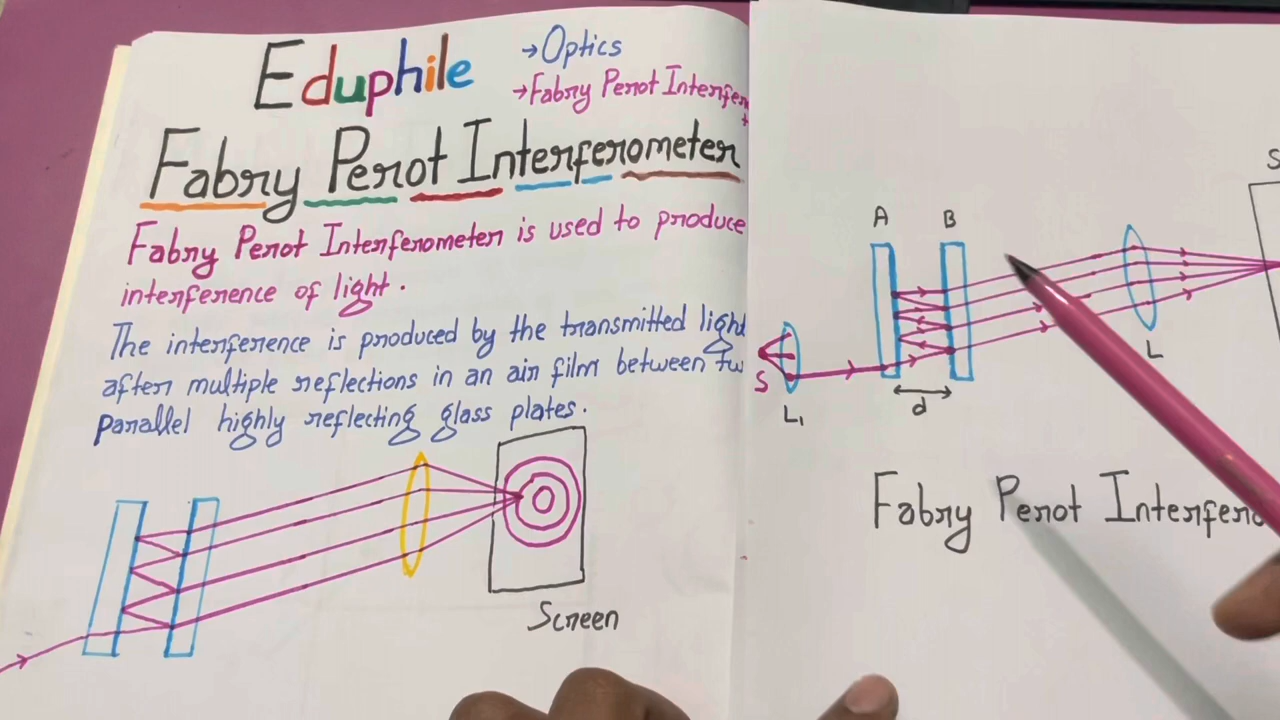 Eduphile
→Optics
→Fabry Perot Interfer
Fabry Perot Interferometer
Fabry Perot Interferometer is used to produce
interference of light.
The interference is produced by the transmitted light
after multiple reflections in an air film between tw
parallel highly reflecting glass plates.
Screen
S
A B
S
L₁
d
L
Fabry Perot Interfero